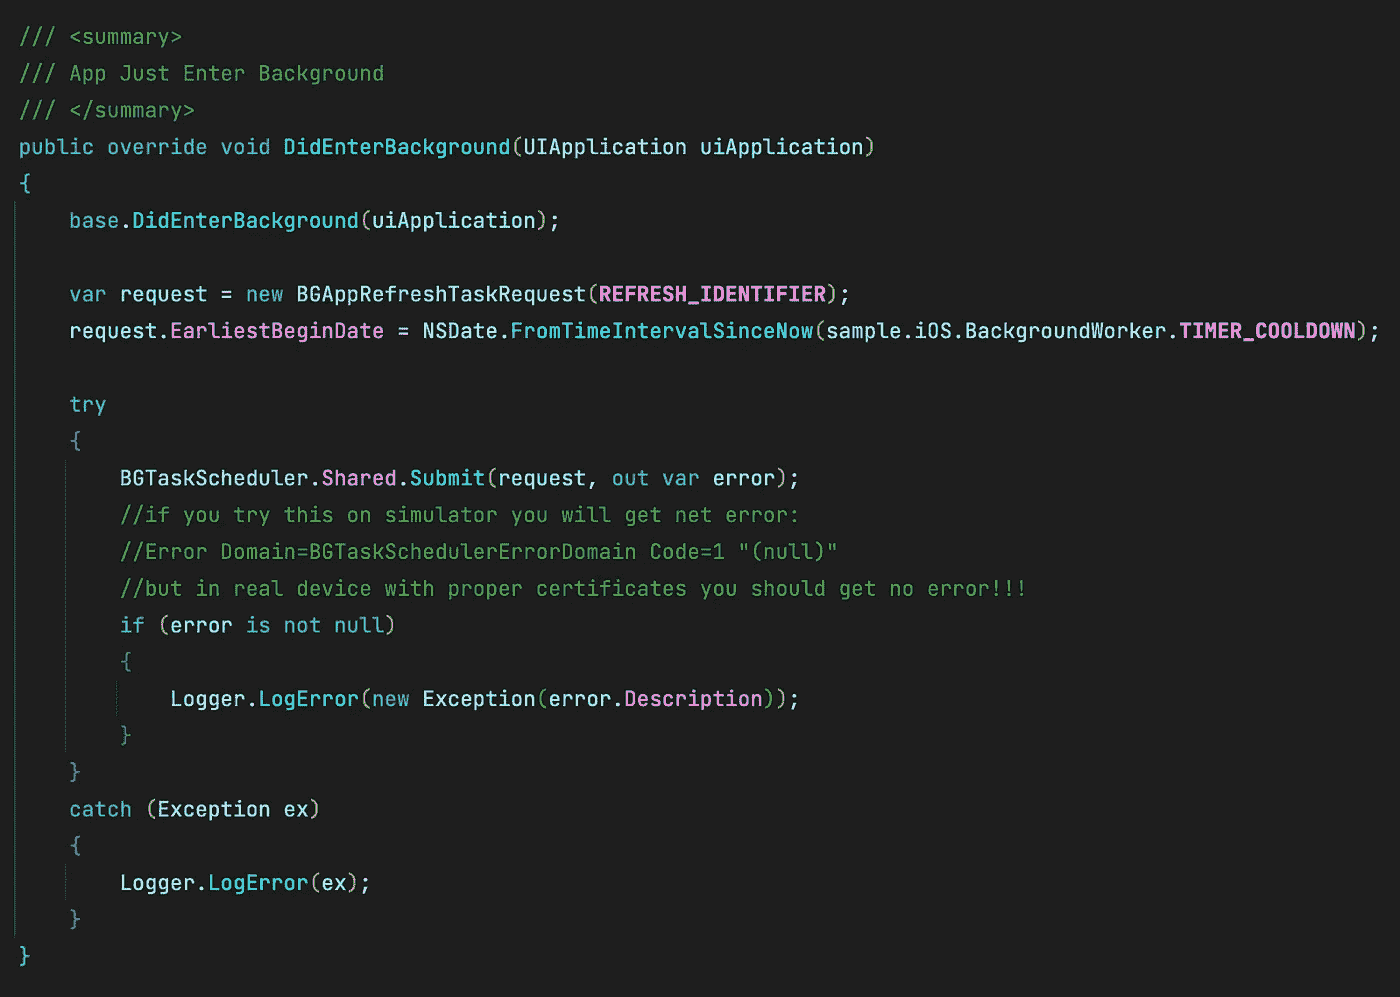 /// <summary>
/// App Just Enter Background
/// </summary>
public override void DidEnterBackground(UIApplication uiApplication)
{
    base.DidEnterBackground(uiApplication);

    var request = new BGAppRefreshTaskRequest(REFRESH_IDENTIFIER);
    request.EarliestBeginDate = NSDate.FromTimeIntervalSinceNow(sample.iOS.BackgroundWorker.TIMER_COOLDOWN);

    try
    {
        BGTaskScheduler.Shared.Submit(request, out var error);
        //if you try this on simulator you will get net error:
        //Error Domain=BGTaskSchedulerErrorDomain Code=1 "(null)"
        //but in real device with proper certificates you should get no error!!!
        if (error is not null)
        {
            Logger.LogError(new Exception(error.Description));
        }
    }
    catch (Exception ex)
    {
        Logger.LogError(ex);
    }
}